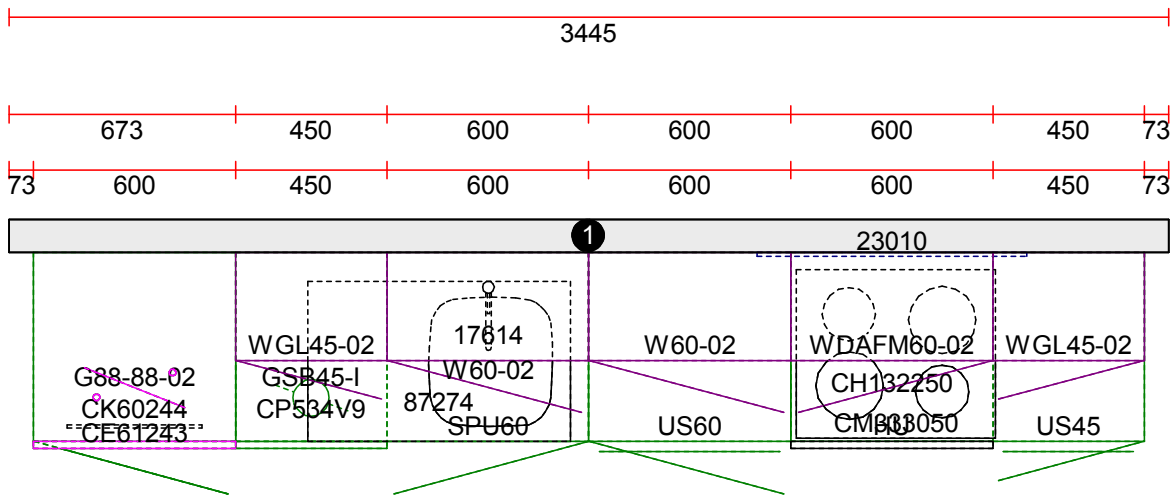 3445
673 450 600 600 600 450 73
73 600 450 600 600 600 450 73
1
23010
17614
WGL45-02 W60-02 WDAFM60-02 WGL45-02
G88-88-02 GSB45-I W60-02 CH132250
CK60244 CP534V9 87274
CE61243 SPU60 US60 CM333050 US45